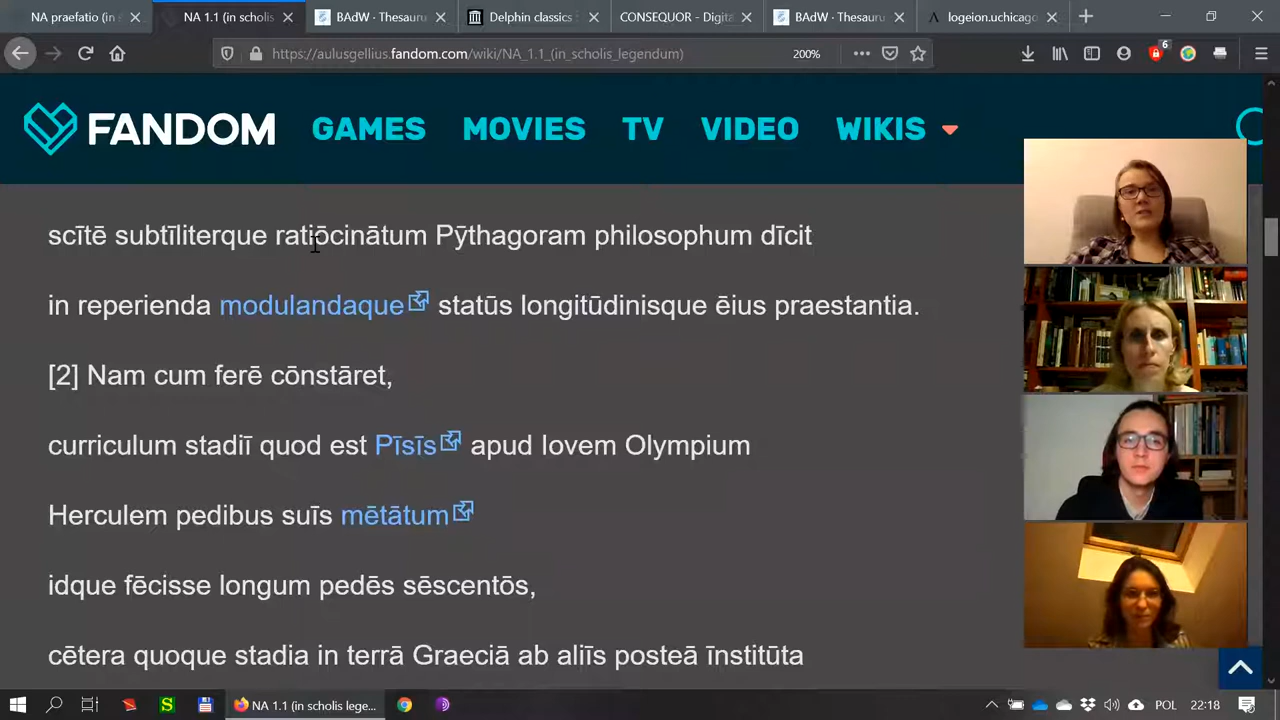 NA praefatio (in s
NA 1.1 (in scholis
BAdW · Thesauru
Delphin classics :
CONSEQUOR - Digita
BAdW · Thesauru
logeion.uchicago
https://aulusgellius.fandom.com/wiki/NA_1.1_(in_scholis_legendum)
200%
6
FANDOM
GAMES MOVIES TV VIDEO WIKIS
scītē subtīliterque ratiōcinātum Pȳthagoram philosophum dīcit
in reperienda modulandaque statūs longitūdinisque ēius praestantia.
[2] Nam cum ferē cōnstāret,
curriculum stadiī quod est Pīsīs apud Iovem Olympium
Herculem pedibus suīs mētātum
idque fēcisse longum pedēs sēscentōs,
cētera quoque stadia in terrā Graeciā ab aliīs posteā īnstitūta
NA 1.1 (in scholis lege...
POL
22:18